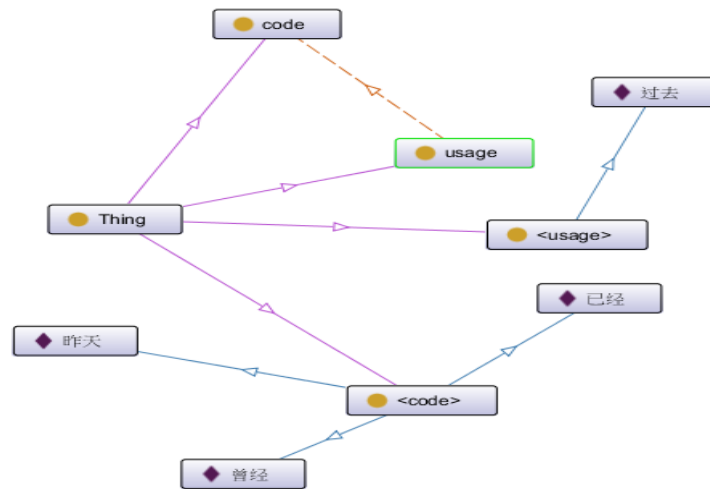 code
过去
usage
Thing
<usage>
已经
昨天
<code>
曾经